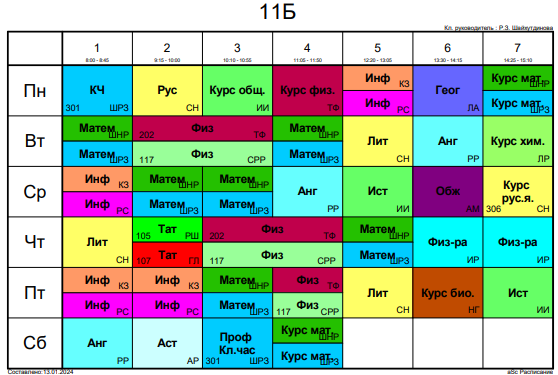 11Б
Кл. руководитель : Р.З. Шайхутдинова
1 2 3 4 5 6 7
8:00 - 8:45 9:15 - 10:00 10:10 - 10:55 11:05 - 11:50 12:20 - 13:05 13:30 - 14:15 14:25 - 15:10
Пн
КЧ 301 ШРЗ
Рус СН
Курс общ. ИИ
Курс физ. ТФ
Инф КЗ
Инф РС
Геог ЛА
Курс мат. ШНР
Курс мат. ШРЗ
Вт
Матем ШНР
Матем ШРЗ
202 Физ ТФ
117 Физ СРР
Матем ШНР
Матем ШРЗ
Лит СН
Анг РР
Курс хим. ЛР
Ср
Инф КЗ
Инф РС
Матем ШНР
Матем ШРЗ
Матем ШНР
Матем ШРЗ
Анг РР
Ист ИИ
Обж АМ
Курс
рус.я.
306 СН
Чт
Лит СН
105 Тат РШ
107 Тат ГЛ
202 Физ ТФ
117 Физ СРР
Матем ШНР
Матем ШРЗ
Физ-ра ИР
Физ-ра ИР
Пт
Инф КЗ
Инф РС
Инф КЗ
Инф РС
Матем ШНР
Матем ШРЗ
Физ ТФ
117 Физ СРР
Лит СН
Курс био. НГ
Ист ИИ
Сб
Анг РР
Аст АР
Проф
Кл.час
301 ШРЗ
Курс мат. ШНР
Курс мат. ШРЗ
Составлено:13.01.2024
aSc Расписание